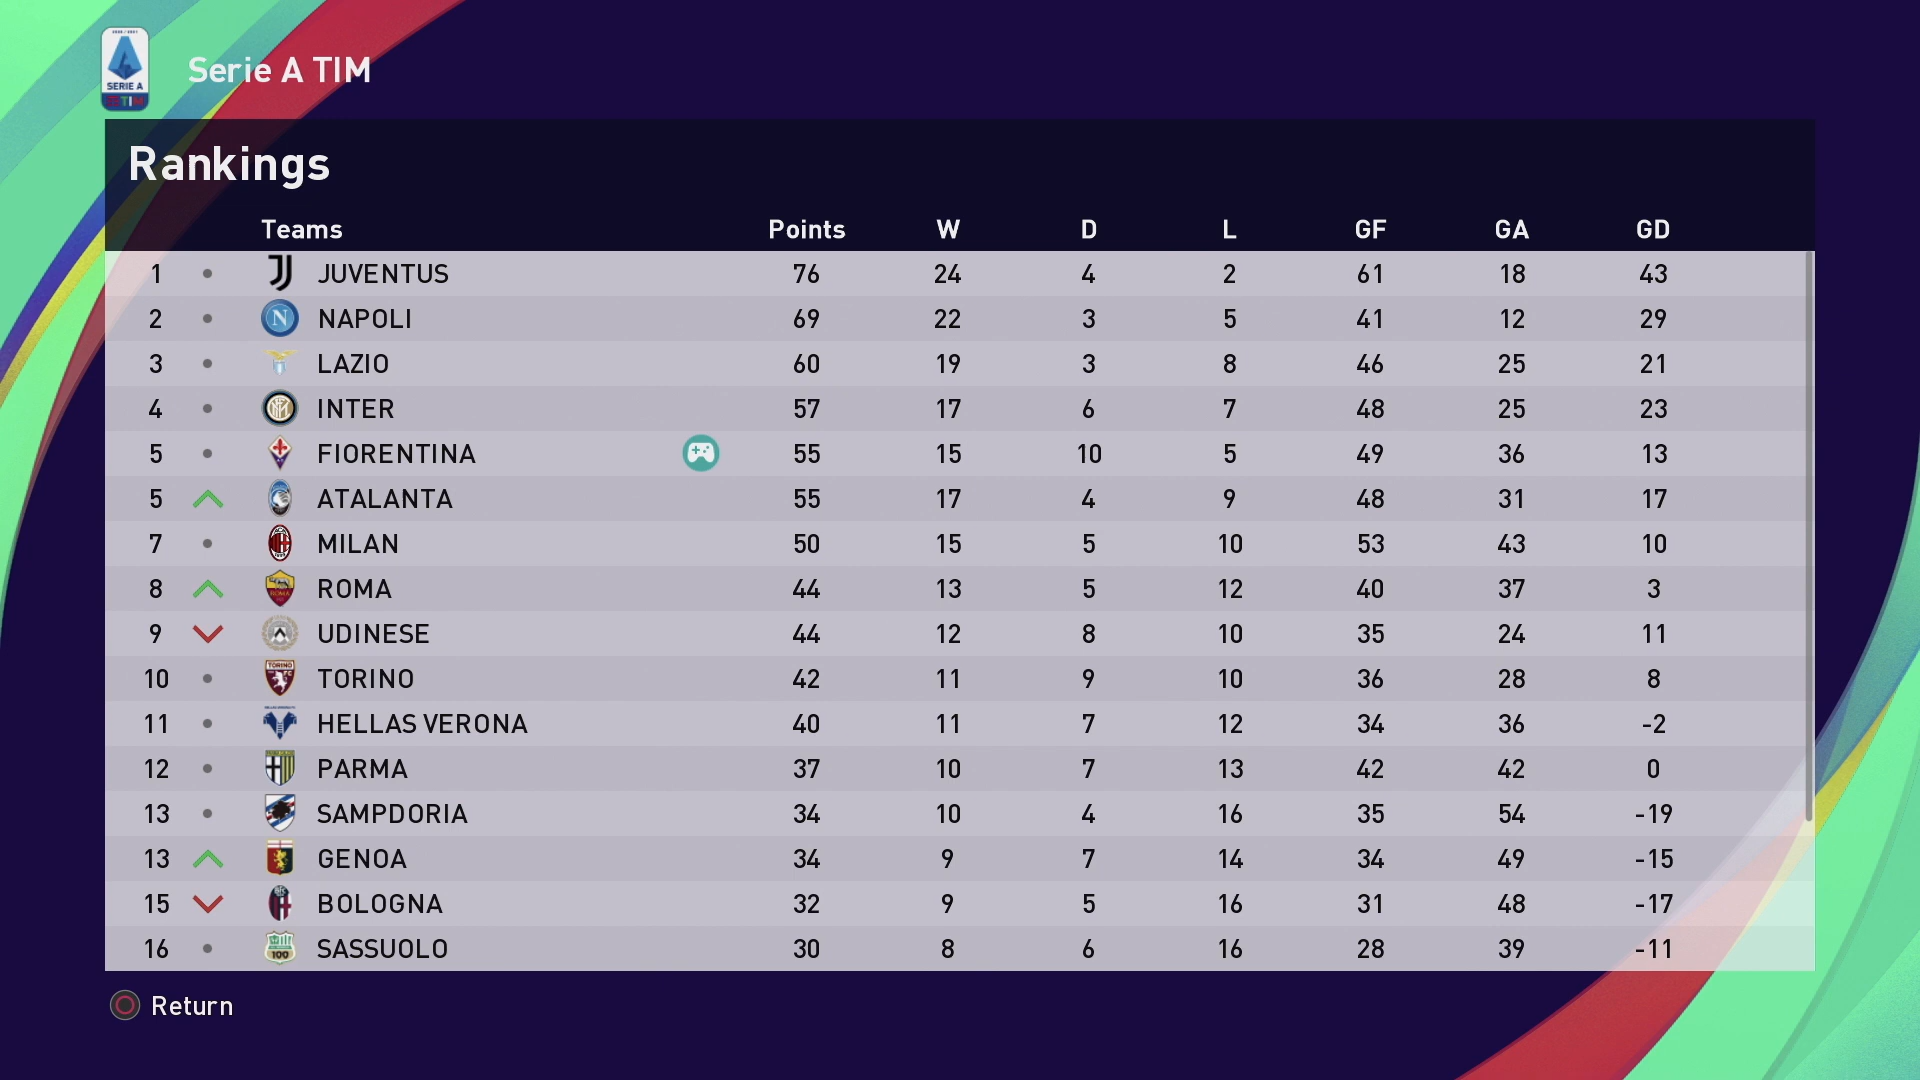 SERIE A
TIM
Serie A TIM
Rankings
Teams Points W D L GF GA GD
1 JUVENTUS 76 24 4 2 61 18 43
2 N NAPOLI 69 22 3 5 41 12 29
3 LAZIO 60 19 3 8 46 25 21
4 INTER 57 17 6 7 48 25 23
5 FIORENTINA 55 15 10 5 49 36 13
5 ATALANTA 55 17 4 9 48 31 17
7 MILAN 50 15 5 10 53 43 10
8 ROMA 44 13 5 12 40 37 3
9 UDINESE 44 12 8 10 35 24 11
10 TORINO 42 11 9 10 36 28 8
11 HELLAS VERONA 40 11 7 12 34 36 -2
12 PARMA 37 10 7 13 42 42 0
13 SAMPDORIA 34 10 4 16 35 54 -19
13 GENOA 34 9 7 14 34 49 -15
15 BOLOGNA 32 9 5 16 31 48 -17
16 100 SASSUOLO 30 8 6 16 28 39 -11
Return